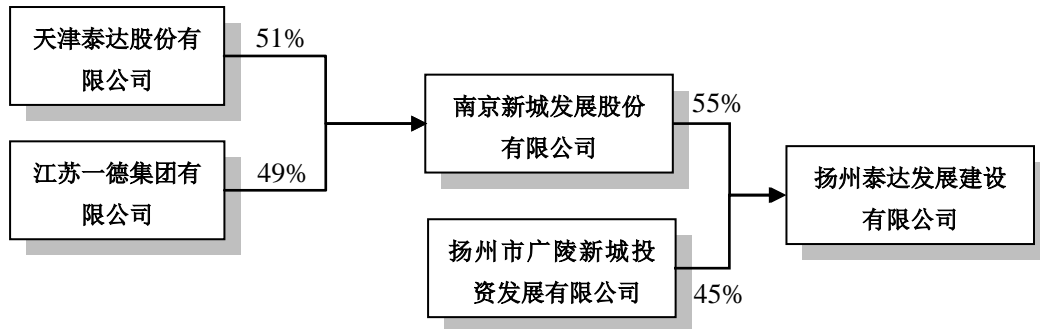 天津泰达股份有
限公司
51%
江苏一德集团有
限公司
49%
南京新城发展股份
有限公司
55%
扬州市广陵新城投
资发展有限公司
45%
扬州泰达发展建设
有限公司